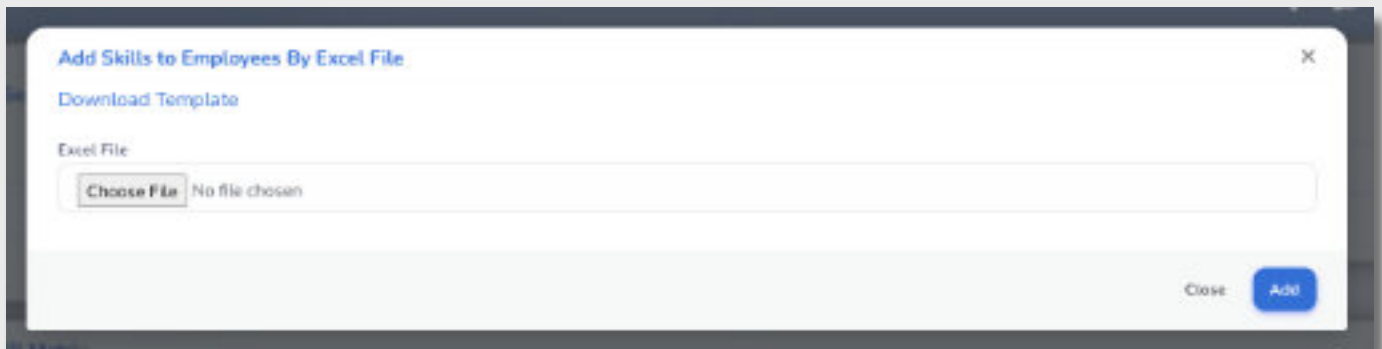 Add Skills to Employees By Excel File
Download Template
Excel File
Choose File No file chosen
Close
Add